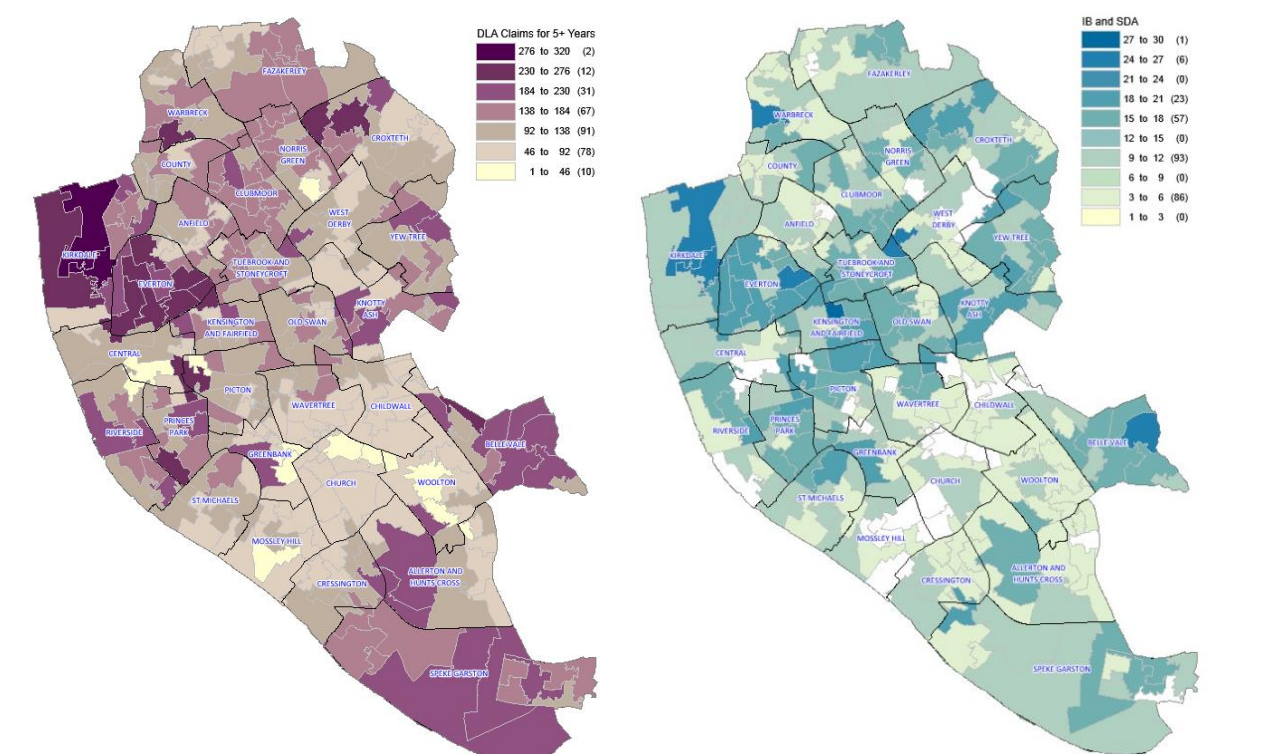 DLA Claims for 5+ Years
276 to 320 (2)
230 to 276 (12)
184 to 230 (31)
138 to 184 (67)
92 to 138 (91)
46 to 92 (78)
1 to 46 (10)
FAZAKERLEY
WARBRECK
CROXTETH
NORRIS
GREEN
COUNTY
CLUBMOOR
WEST
DERBY
ANFIELD
YEW TREE
KIRKDALE
TUEBROOK AND
STONEYCROFT
EVERTON
KNOTTY
ASH
KENSINGTON
AND FAIRFIELD
OLD SWAN
CENTRAL
PICTON
WAVERTREE
CHILDWALL
PRINCES
PARK
RIVERSIDE
BELLE VALE
GREENBANK
CHURCH
WOOLTON
ST MICHAELS
MOSSLEY HILL
ALLERTON AND
HUNTS CROSS
CRESSINGTON
SPEKE GARSTON
IB and SDA
27 to 30 (1)
24 to 27 (6)
21 to 24 (0)
18 to 21 (23)
15 to 18 (57)
12 to 15 (0)
9 to 12 (93)
6 to 9 (0)
3 to 6 (86)
1 to 3 (0)
FAZAKERLEY
WARBRECK
CROXTETH
NORRIS
GREEN
COUNTY
CLUBMOOR
WEST
DERBY
ANFIELD
YEW TREE
KIRKDALE
TUEBROOK AND
STONEYCROFT
EVERTON
KNOTTY
ASH
KENSINGTON
AND FAIRFIELD
OLD SWAN
CENTRAL
PICTON
WAVERTREE
CHILDWALL
PRINCES
PARK
RIVERSIDE
BELLE VALE
GREENBANK
CHURCH
WOOLTON
ST MICHAELS
MOSSLEY HILL
ALLERTON AND
HUNTS CROSS
CRESSINGTON
SPEKE GARSTON